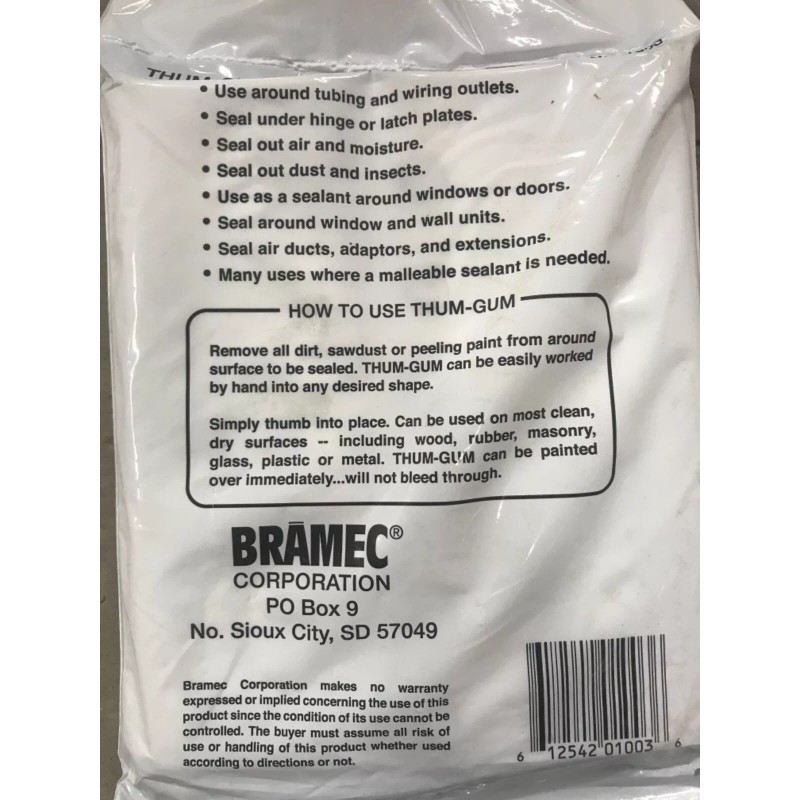 THUM-
• Use around tubing and wiring outlets.
• Seal under hinge or latch plates.
• Seal out air and moisture.
• Seal out dust and insects.
• Use as a sealant around windows or doors.
• Seal around window and wall units.
• Seal air ducts, adaptors, and extensions.
• Many uses where a malleable sealant is needed.
HOW TO USE THUM-GUM
Remove all dirt, sawdust or peeling paint from around
surface to be sealed. THUM-GUM can be easily worked
by hand into any desired shape.
Simply thumb into place. Can be used on most clean,
dry surfaces -- including wood, rubber, masonry,
glass, plastic or metal. THUM-GUM can be painted
over immediately...will not bleed through.
BRĀMEC®
CORPORATION
PO Box 9
No. Sioux City, SD 57049
Bramec Corporation makes no warranty
expressed or implied concerning the use of this
product since the condition of its use cannot be
controlled. The buyer must assume all risk of
use or handling of this product whether used
according to directions or not.
6 12542 01003 6